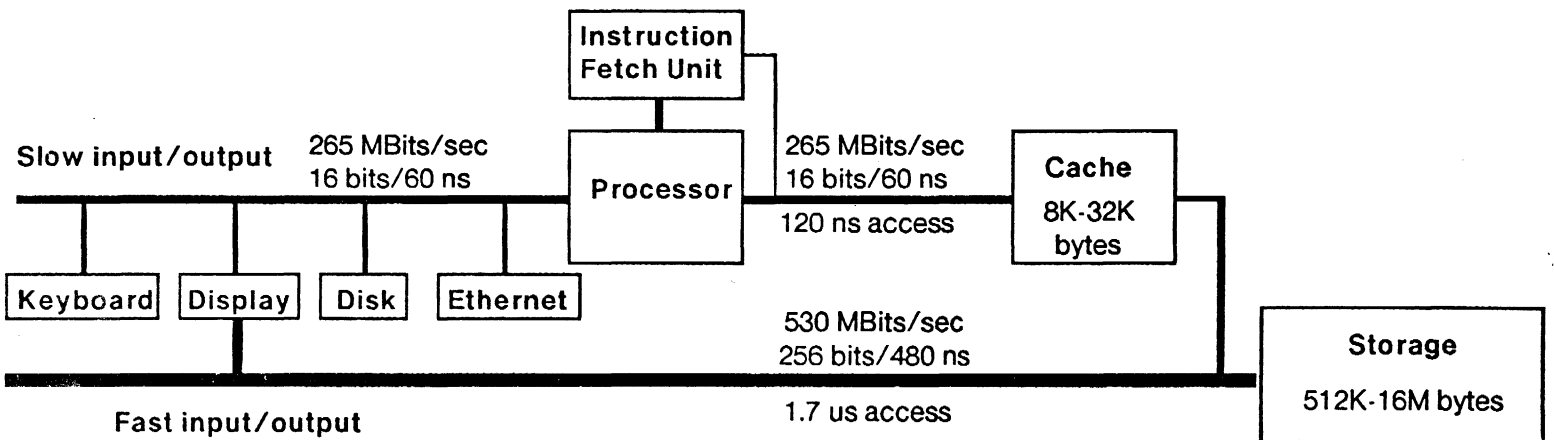 Instruction
Fetch Unit
Slow input/output
265 MBits/sec
16 bits/60 ns
Processor
265 MBits/sec
16 bits/60 ns
120 ns access
Cache
8K-32K
bytes
Keyboard
Display
Disk
Ethernet
530 MBits/sec
256 bits/480 ns
1.7 us access
Storage
512K-16M bytes
Fast input/output